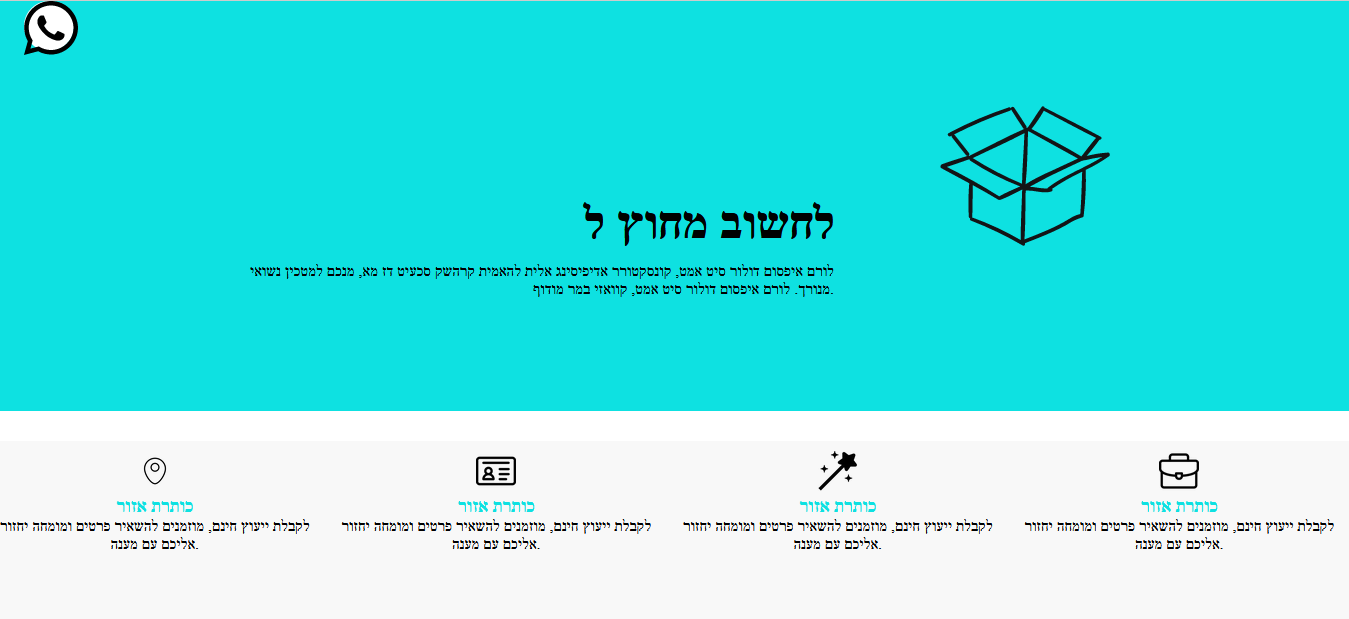 לחשוב מחוץ ל
לורם איפסום דולור סיט אמט, קונסקטורר אדיפיסינג אלית להאמית קרהשק סכעיט דז מא, מנכם למטכין נשואי
מנורך. לורם איפסום דולור סיט אמט, קוואזי במר מודוף.
כותרת אזור
לקבלת ייעוץ חינם, מוזמנים להשאיר פרטים ומומחה יחזור
אליכם עם מענה.
כותרת אזור
לקבלת ייעוץ חינם, מוזמנים להשאיר פרטים ומומחה יחזור
אליכם עם מענה.
כותרת אזור
לקבלת ייעוץ חינם, מוזמנים להשאיר פרטים ומומחה יחזור
אליכם עם מענה.
כותרת אזור
לקבלת ייעוץ חינם, מוזמנים להשאיר פרטים ומומחה יחזור
אליכם עם מענה.